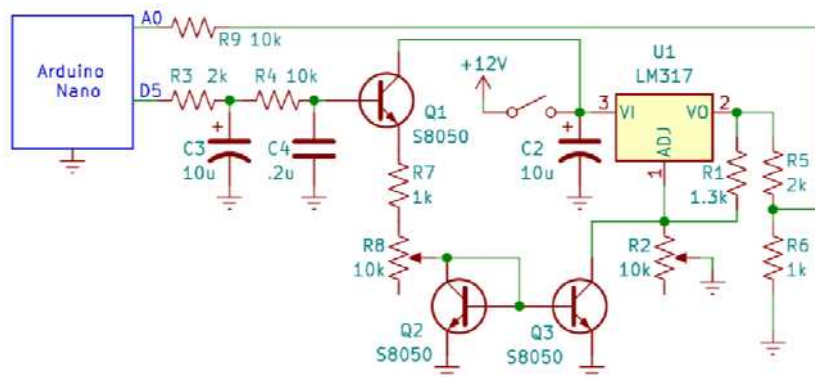 A0
R9 10k
Arduino
Nano
D5
R3 2k
R4 10k
+
C3
10u
C4
.2u
Q1
S8050
R7
1k
R8
10k
Q2
S8050
Q3
S8050
+12V
+
C2
10u
U1
LM317
3
VI
VO
2
ADJ
1
R1
1.3k
R5
2k
R2
10k
R6
1k